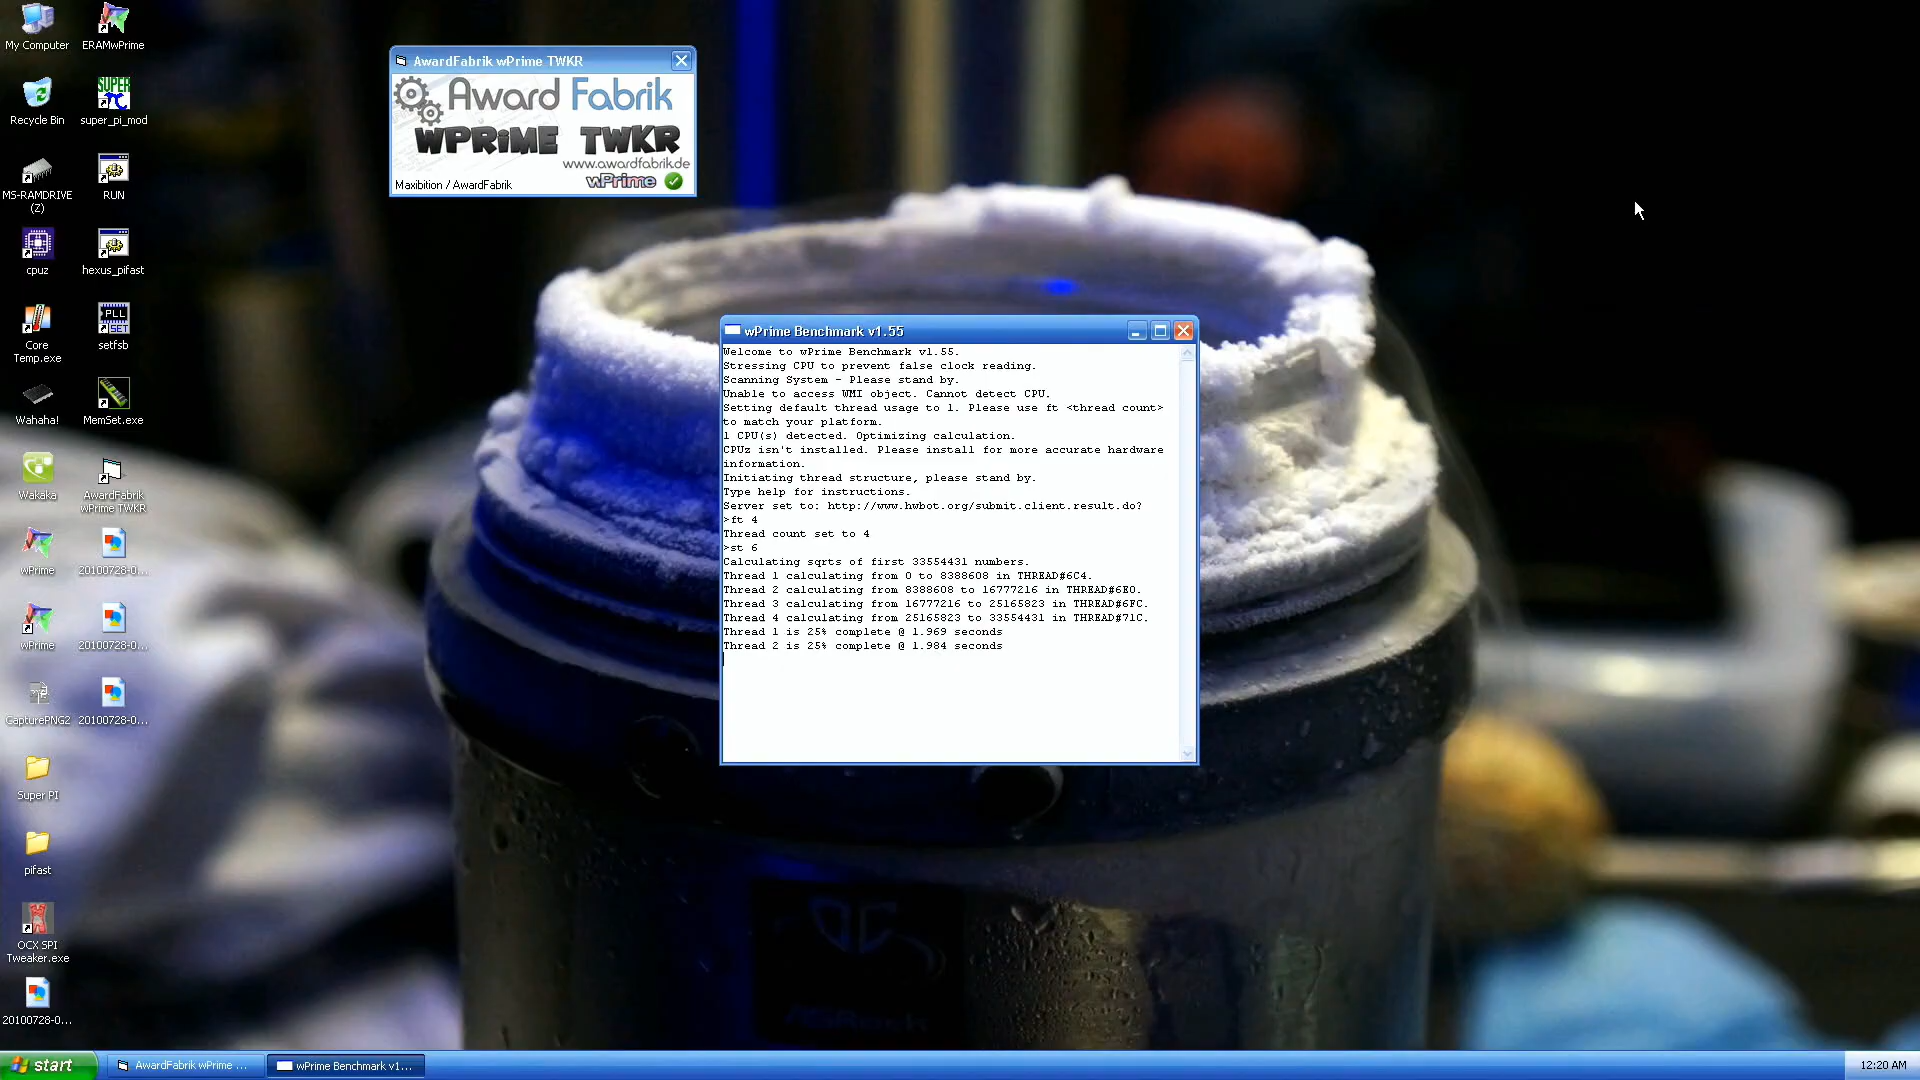 My Computer
ERAMwPrime
Recycle Bin
SUPER
super_pi_mod
MS-RAMDRIVE
(Z)
RUN
cpuz
hexus_pifast
Core
Temp.exe
PLL
SET
setfsb
Wahaha!
MemSet.exe
Wakaka
AwardFabrik
wPrime TWKR
wPrime
20100728-0...
wPrime
20100728-0...
CapturePNG2
20100728-0...
Super PI
pifast
OCX SPI
Tweaker.exe
20100728-0...
AwardFabrik wPrime TWKR
Award Fabrik
WPRiME TWKR
www.awardfabrik.de
Maxibition / AwardFabrik
wPrime
wPrime Benchmark v1.55
Welcome to wPrime Benchmark v1.55.
Stressing CPU to prevent false clock reading.
Scanning System - Please stand by.
Unable to access WMI object. Cannot detect CPU.
Setting default thread usage to 1. Please use ft <thread count>
to match your platform.
1 CPU(s) detected. Optimizing calculation.
CPUz isn't installed. Please install for more accurate hardware
information.
Initiating thread structure, please stand by.
Type help for instructions.
Server set to: http://www.hwbot.org/submit.client.result.do?
>ft 4
Thread count set to 4
>st 6
Calculating sqrts of first 33554431 numbers.
Thread 1 calculating from 0 to 8388608 in THREAD#6C4.
Thread 2 calculating from 8388608 to 16777216 in THREAD#6E0.
Thread 3 calculating from 16777216 to 25165823 in THREAD#6FC.
Thread 4 calculating from 25165823 to 33554431 in THREAD#71C.
Thread 1 is 25% complete @ 1.969 seconds
Thread 2 is 25% complete @ 1.984 seconds
ASRock
start
AwardFabrik wPrime ...
wPrime Benchmark v1...
12:20 AM